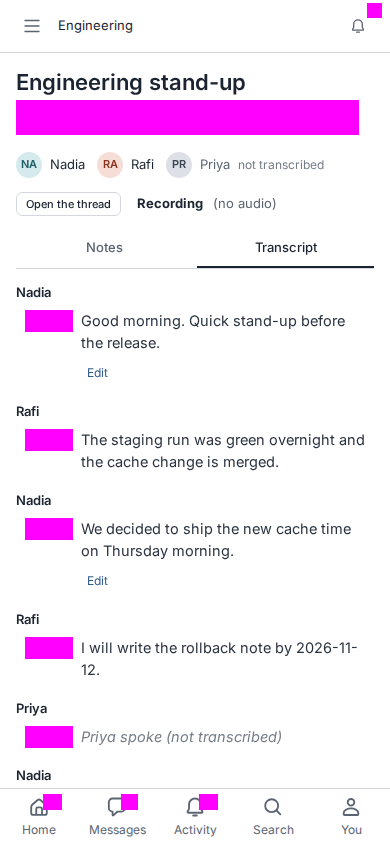 Engineering
Engineering stand-up
NA Nadia RA Rafi PR Priya not transcribed
Open the thread Recording (no audio)
Notes Transcript
Nadia
Good morning. Quick stand-up before
the release.
Edit
Rafi
The staging run was green overnight and
the cache change is merged.
Nadia
We decided to ship the new cache time
on Thursday morning.
Edit
Rafi
I will write the rollback note by 2026-11-
12.
Priya
Priya spoke (not transcribed)
Nadia
Home Messages Activity Search You